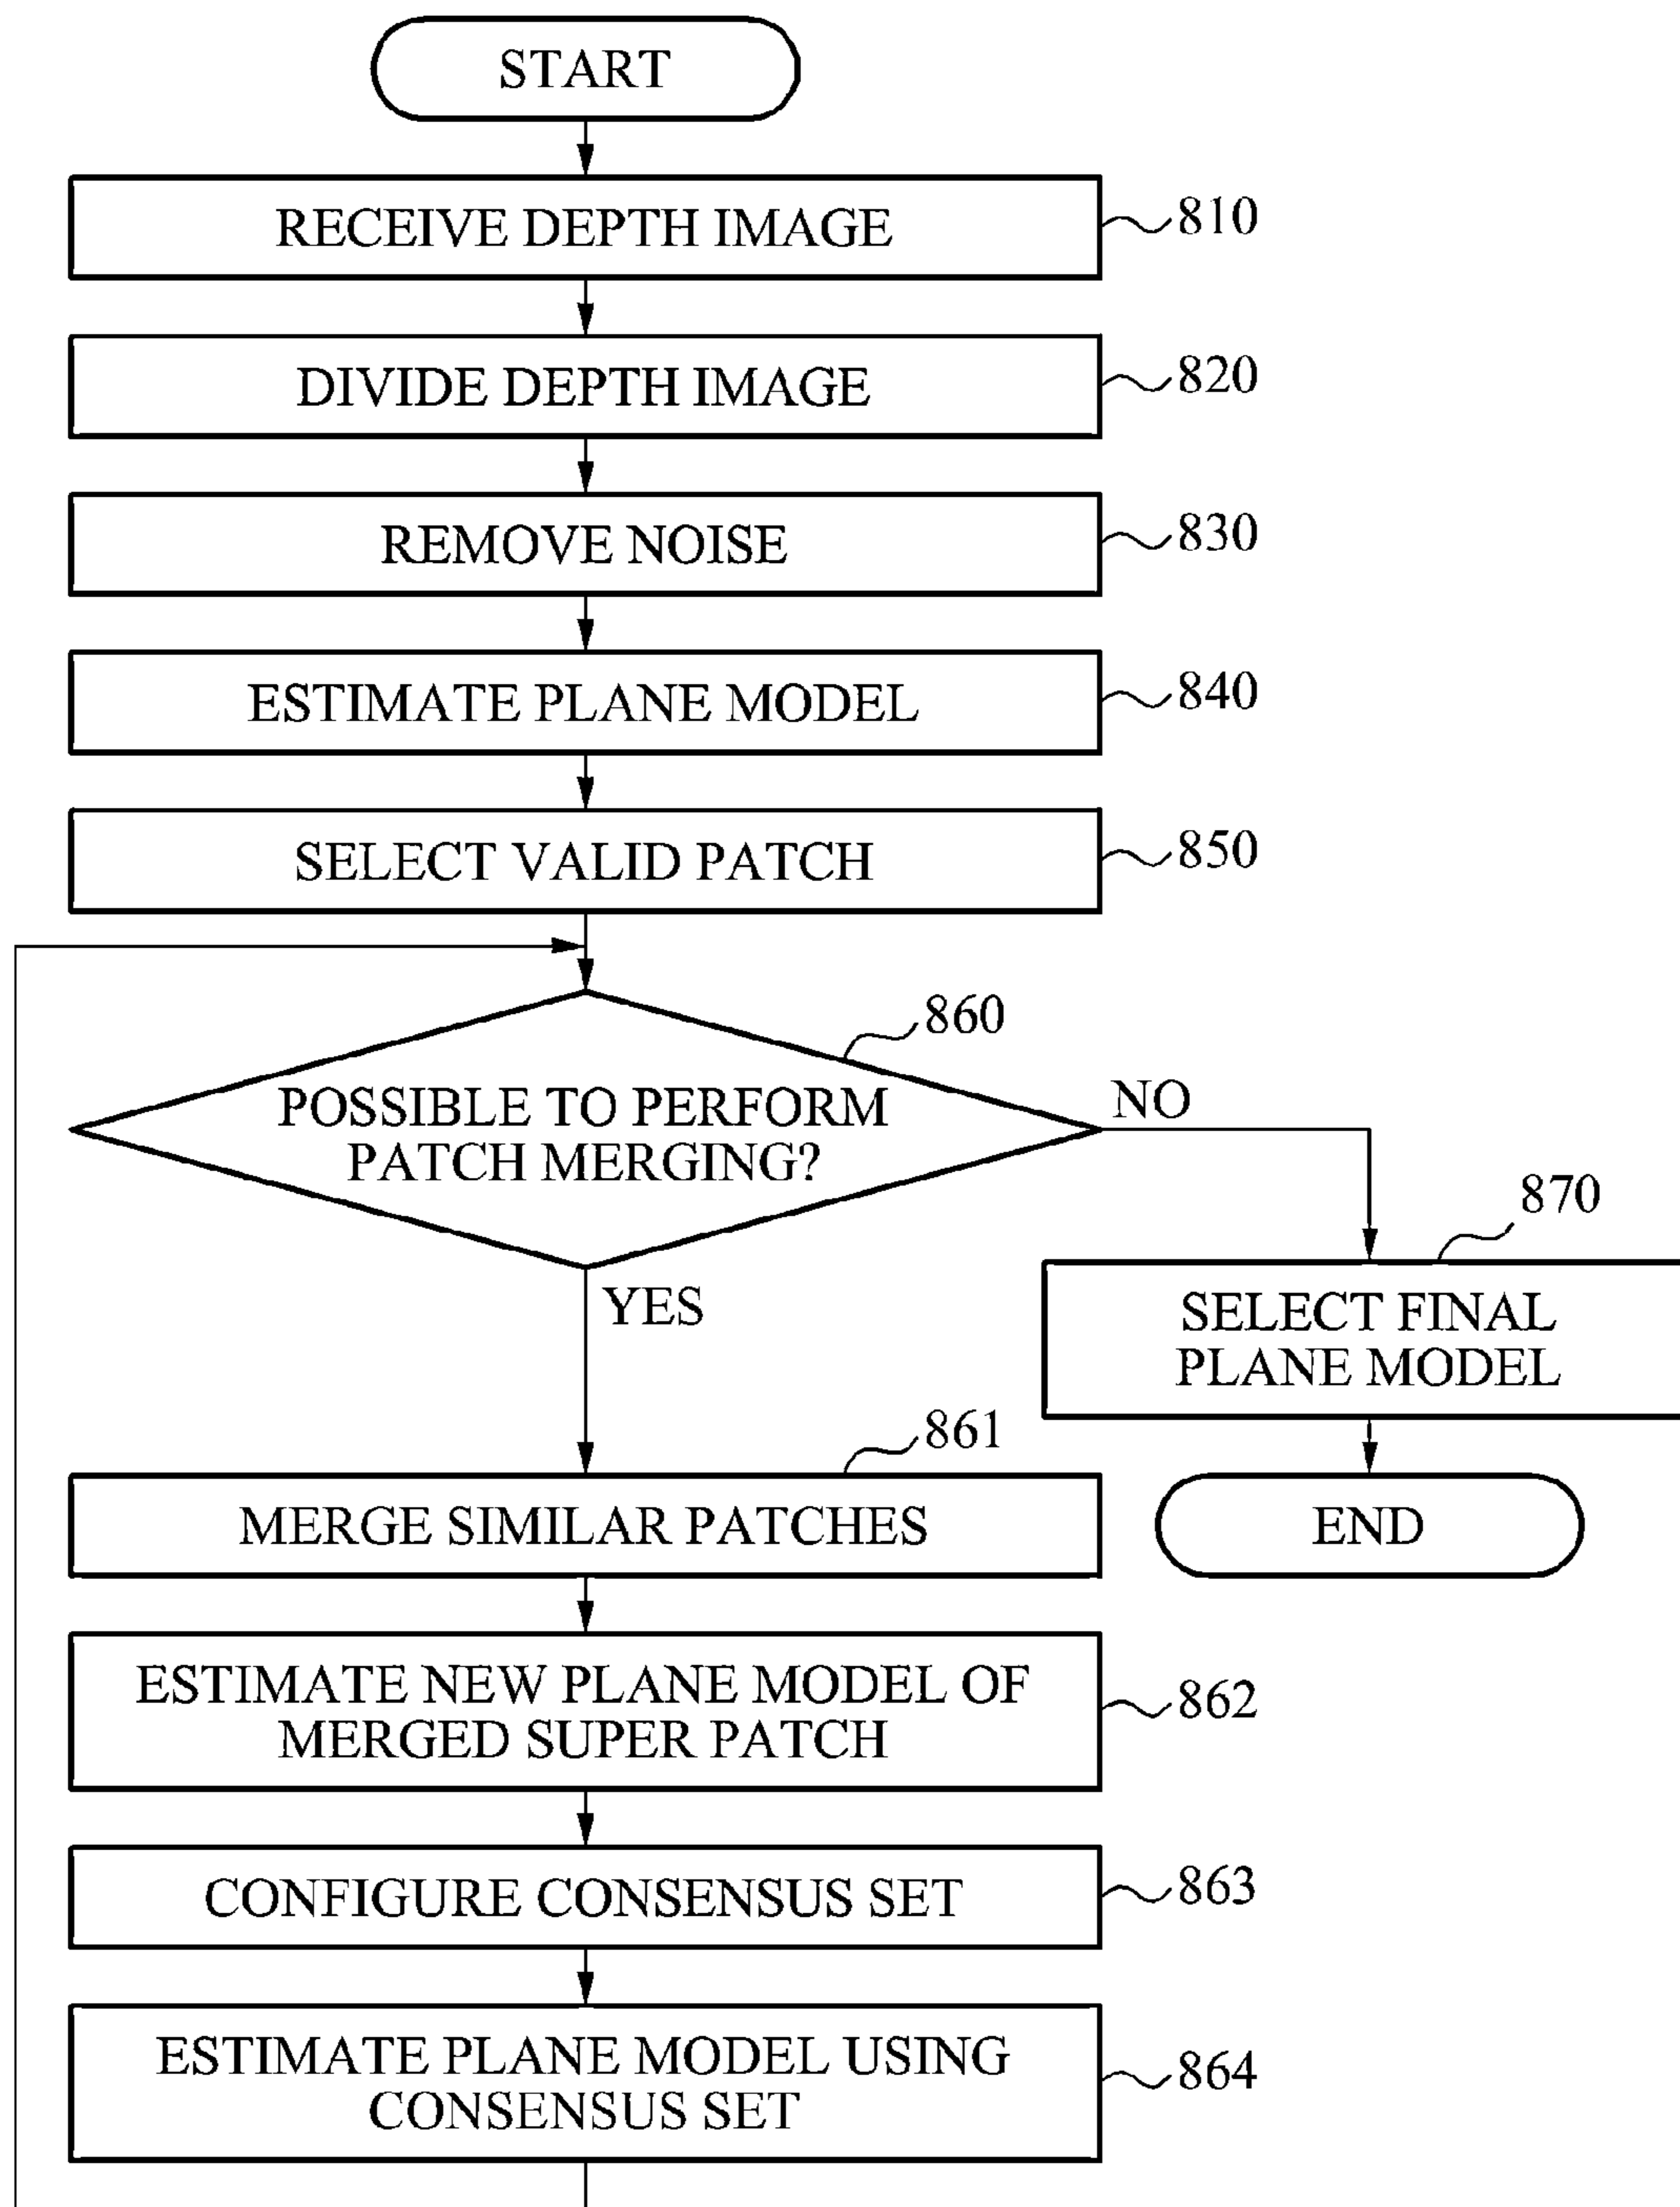 START
RECEIVE DEPTH IMAGE
810
DIVIDE DEPTH IMAGE
820
REMOVE NOISE
830
ESTIMATE PLANE MODEL
840
SELECT VALID PATCH
850
860
POSSIBLE TO PERFORM
PATCH MERGING?
NO
YES
870
SELECT FINAL
PLANE MODEL
END
861
MERGE SIMILAR PATCHES
ESTIMATE NEW PLANE MODEL OF
MERGED SUPER PATCH
862
CONFIGURE CONSENSUS SET
863
ESTIMATE PLANE MODEL USING
CONSENSUS SET
864